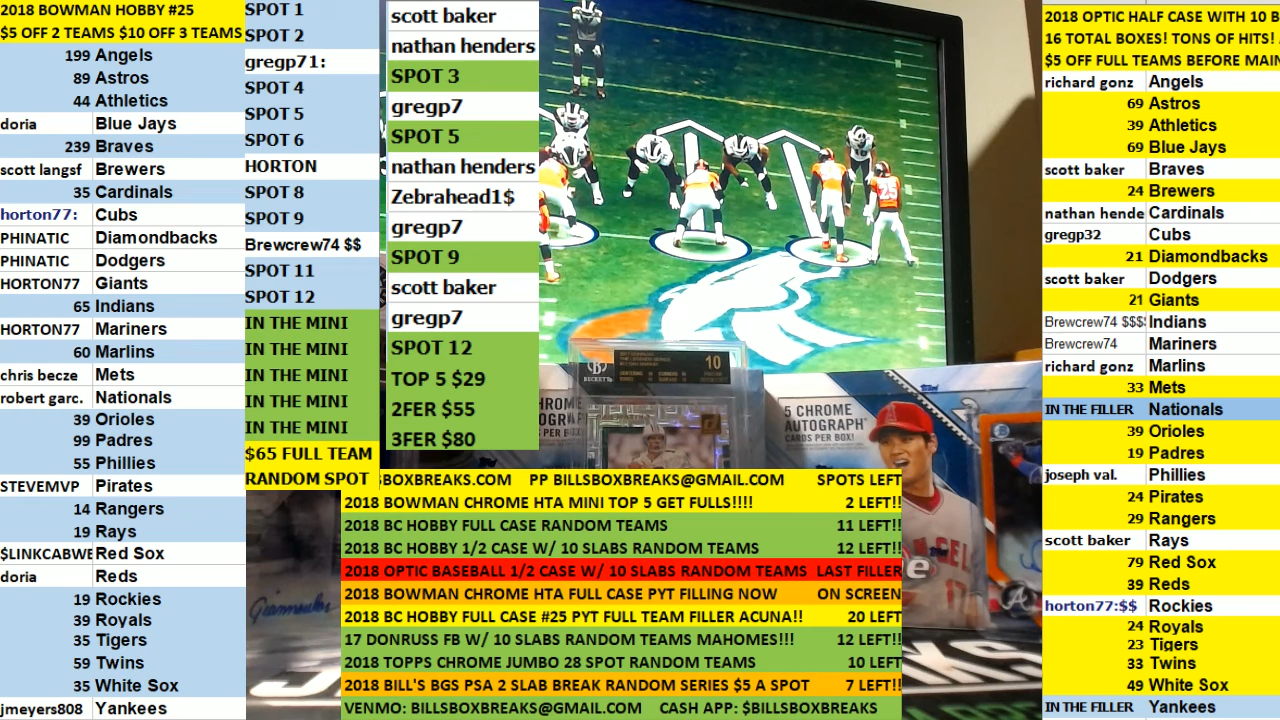 2018 BOWMAN HOBBY #25
$5 OFF 2 TEAMS $10 OFF 3 TEAMS
199 Angels
89 Astros
44 Athletics
doria Blue Jays
239 Braves
scott langsf Brewers
35 Cardinals
horton77: Cubs
PHINATIC Diamondbacks
PHINATIC Dodgers
HORTON77 Giants
65 Indians
HORTON77 Mariners
60 Marlins
chris becze Mets
robert garc. Nationals
39 Orioles
99 Padres
55 Phillies
STEVEMVP Pirates
14 Rangers
19 Rays
$LINKCABWE Red Sox
doria Reds
19 Rockies
39 Royals
35 Tigers
59 Twins
35 White Sox
jmeyers808 Yankees
SPOT 1
SPOT 2
gregp71:
SPOT 4
SPOT 5
SPOT 6
HORTON
SPOT 8
SPOT 9
Brewcrew74 $$
SPOT 11
SPOT 12
IN THE MINI
IN THE MINI
IN THE MINI
IN THE MINI
IN THE MINI
$65 FULL TEAM
RANDOM SPOT
scott baker
nathan henders
SPOT 3
gregp7
SPOT 5
nathan henders
Zebrahead1$
gregp7
SPOT 9
scott baker
gregp7
SPOT 12
TOP 5 $29
2FER $55
3FER $80
25
BECKETT
10
5 CHROME
AUTOGRAPH
CARDS PER BOX!
Topps
17
$BOXBREAKS.COM PP BILLSBOXBREAKS@GMAIL.COM SPOTS LEFT
2018 BOWMAN CHROME HTA MINI TOP 5 GET FULLS!!!! 2 LEFT!!
2018 BC HOBBY FULL CASE RANDOM TEAMS 11 LEFT!!
2018 BC HOBBY 1/2 CASE W/ 10 SLABS RANDOM TEAMS 12 LEFT!!
2018 OPTIC BASEBALL 1/2 CASE W/ 10 SLABS RANDOM TEAMS LAST FILLER
2018 BOWMAN CHROME HTA FULL CASE PYT FILLING NOW ON SCREEN
2018 BC HOBBY FULL CASE #25 PYT FULL TEAM FILLER ACUNA!! 20 LEFT!!
17 DONRUSS FB W/ 10 SLABS RANDOM TEAMS MAHOMES!!! 12 LEFT!!
2018 TOPPS CHROME JUMBO 28 SPOT RANDOM TEAMS 10 LEFT
2018 BILL'S BGS PSA 2 SLAB BREAK RANDOM SERIES $5 A SPOT 7 LEFT!!
VENMO: BILLSBOXBREAKS@GMAIL.COM CASH APP: $BILLSBOXBREAKS
2018 OPTIC HALF CASE WITH 10 B
16 TOTAL BOXES! TONS OF HITS!
$5 OFF FULL TEAMS BEFORE MAIN
richard gonz Angels
69 Astros
39 Athletics
69 Blue Jays
scott baker Braves
24 Brewers
nathan hende Cardinals
gregp32 Cubs
21 Diamondbacks
scott baker Dodgers
21 Giants
Brewcrew74 $$$ Indians
Brewcrew74 Mariners
richard gonz Marlins
33 Mets
IN THE FILLER Nationals
39 Orioles
19 Padres
joseph val. Phillies
24 Pirates
29 Rangers
scott baker Rays
79 Red Sox
39 Reds
horton77:$$ Rockies
24 Royals
23 Tigers
33 Twins
49 White Sox
IN THE FILLER Yankees